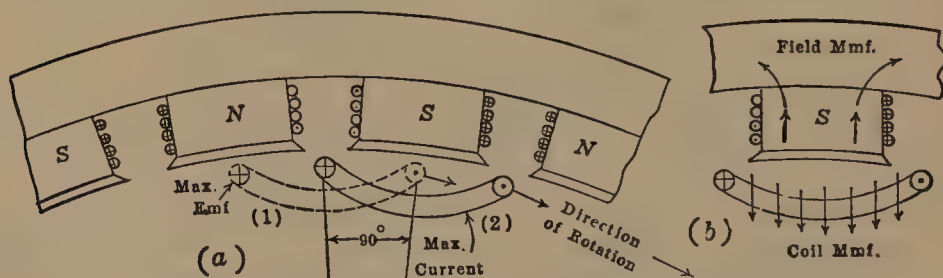 S
N
S
N
Max.
Emf
(1)
(2)
90°
Max.
Current
Direction
of Rotation
(a)
Field Mmf.
S
Coil Mmf.
(b)